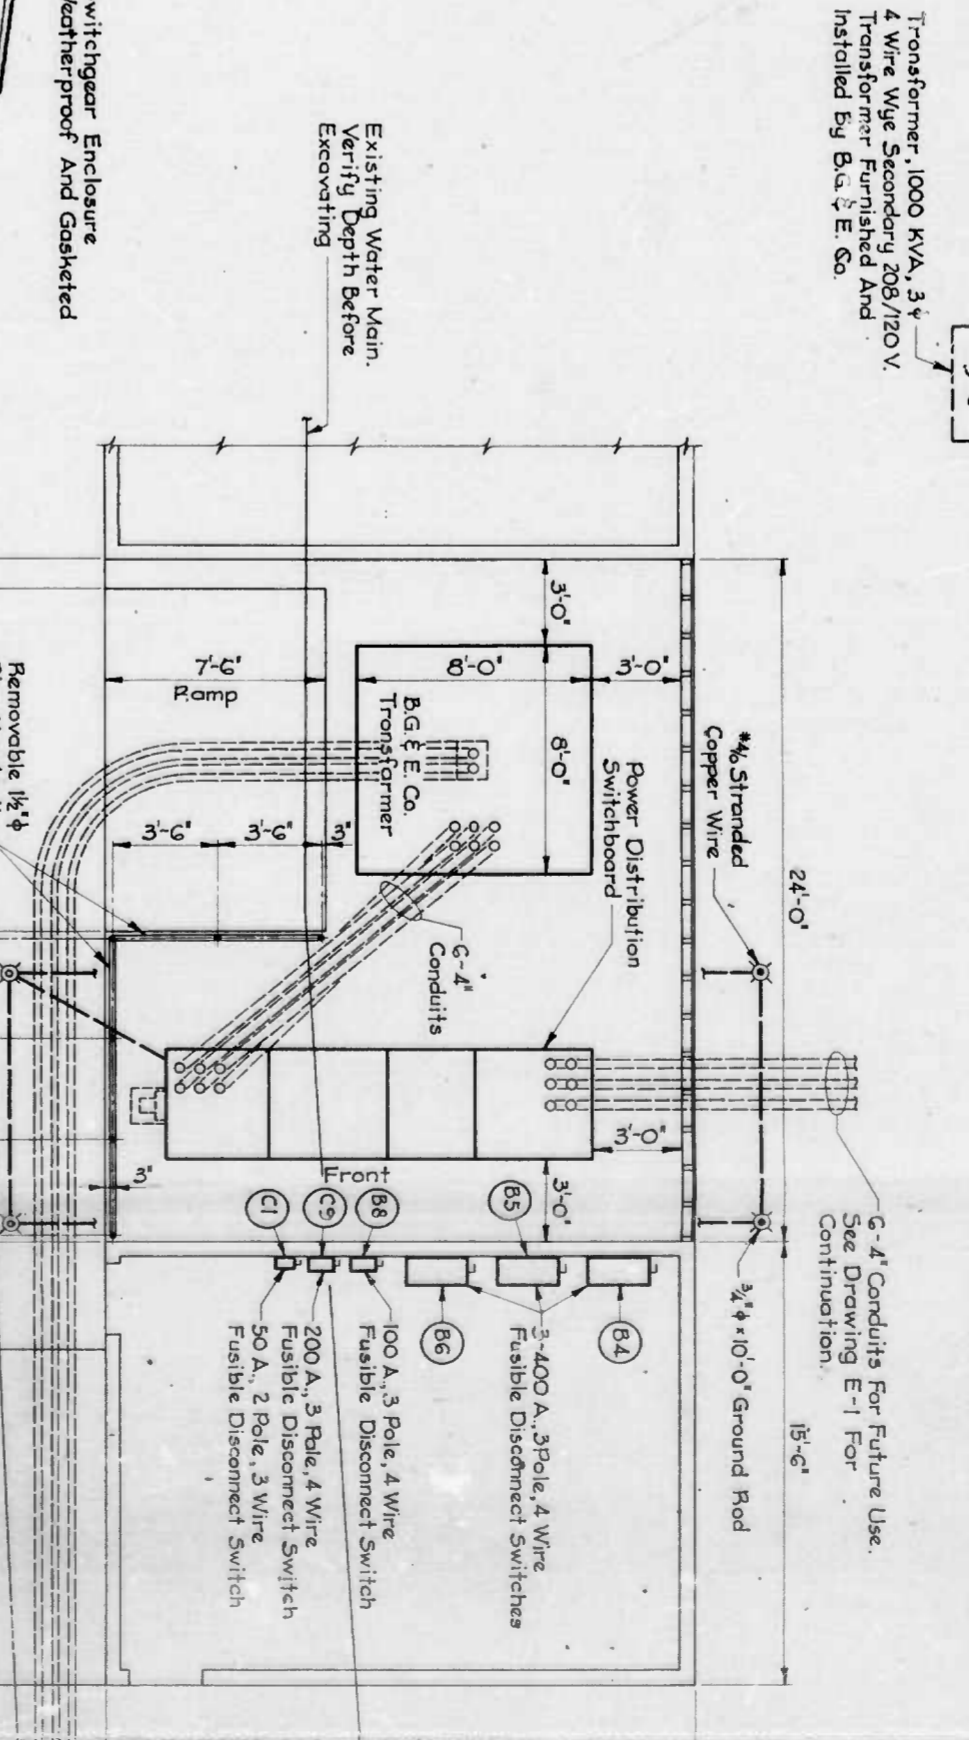 Transformer, 1000 KVA, 3φ
4 Wire Wye Secondary 208/120 V.
Transformer Furnished And
Installed By B.G. & E. Co.
witchgear Enclosure
eatherproof And Gasketed
Existing Water Main.
Verify Depth Before
Excavating
3'-0"
7'-6"
Ramp
8'-0"
3'-0"
8'-0"
B.G. & E. Co.
Transformer
#4/0 Stranded
Copper Wire
Power Distribution
Switchboard
24'-0"
Removable 1½"φ
3'-6"
3'-6"
3"
6-4"
Conduits
6-4" Conduits For Future Use.
See Drawing E-1 For
Continuation.
3'-0"
3"
Front
3'-0"
C1
C9
B8
B5
B6
B4
¾"φ x 10'-0" Ground Rod
15'-6"
3-400 A., 3 Pole, 4 Wire
Fusible Disconnect Switches
100 A., 3 Pole, 4 Wire
Fusible Disconnect Switch
200 A., 3 Pole, 4 Wire
Fusible Disconnect Switch
50 A., 2 Pole, 3 Wire
Fusible Disconnect Switch